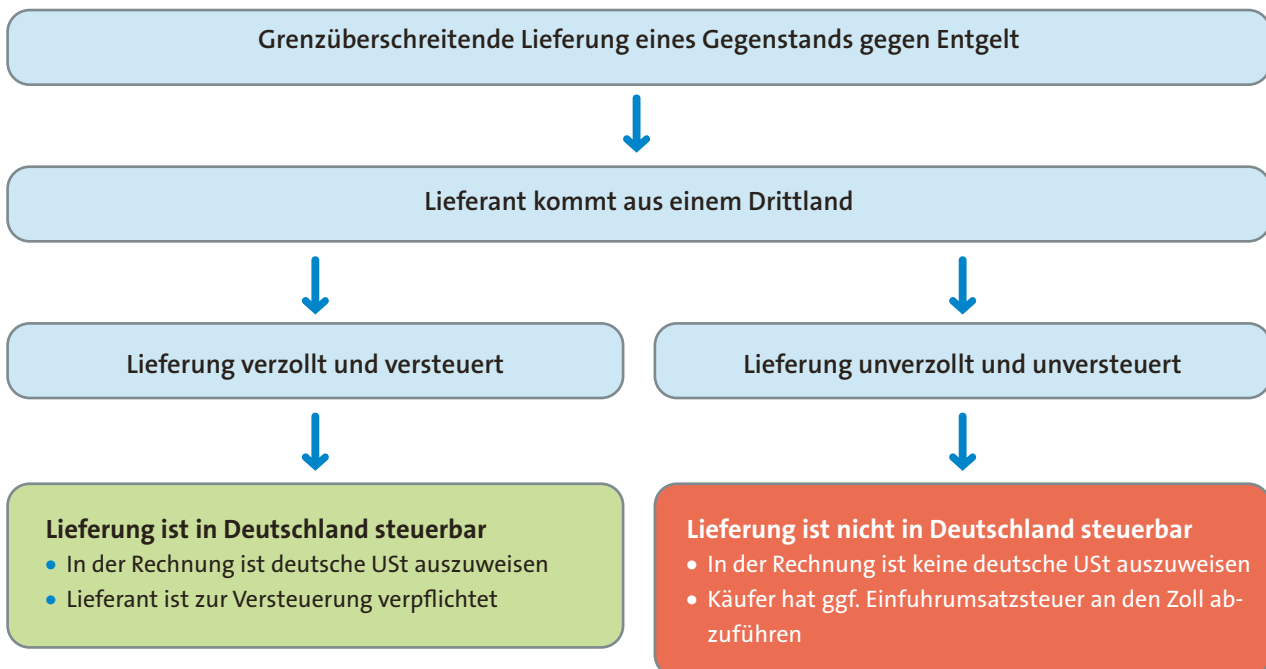 Grenzüberschreitende Lieferung eines Gegenstands gegen Entgelt
Lieferant kommt aus einem Drittland
Lieferung verzollt und versteuert
Lieferung unverzollt und unversteuert
Lieferung ist in Deutschland steuerbar
• In der Rechnung ist deutsche USt auszuweisen
• Lieferant ist zur Versteuerung verpflichtet
Lieferung ist nicht in Deutschland steuerbar
• In der Rechnung ist keine deutsche USt auszuweisen
• Käufer hat ggf. Einfuhrumsatzsteuer an den Zoll ab-
zuführen